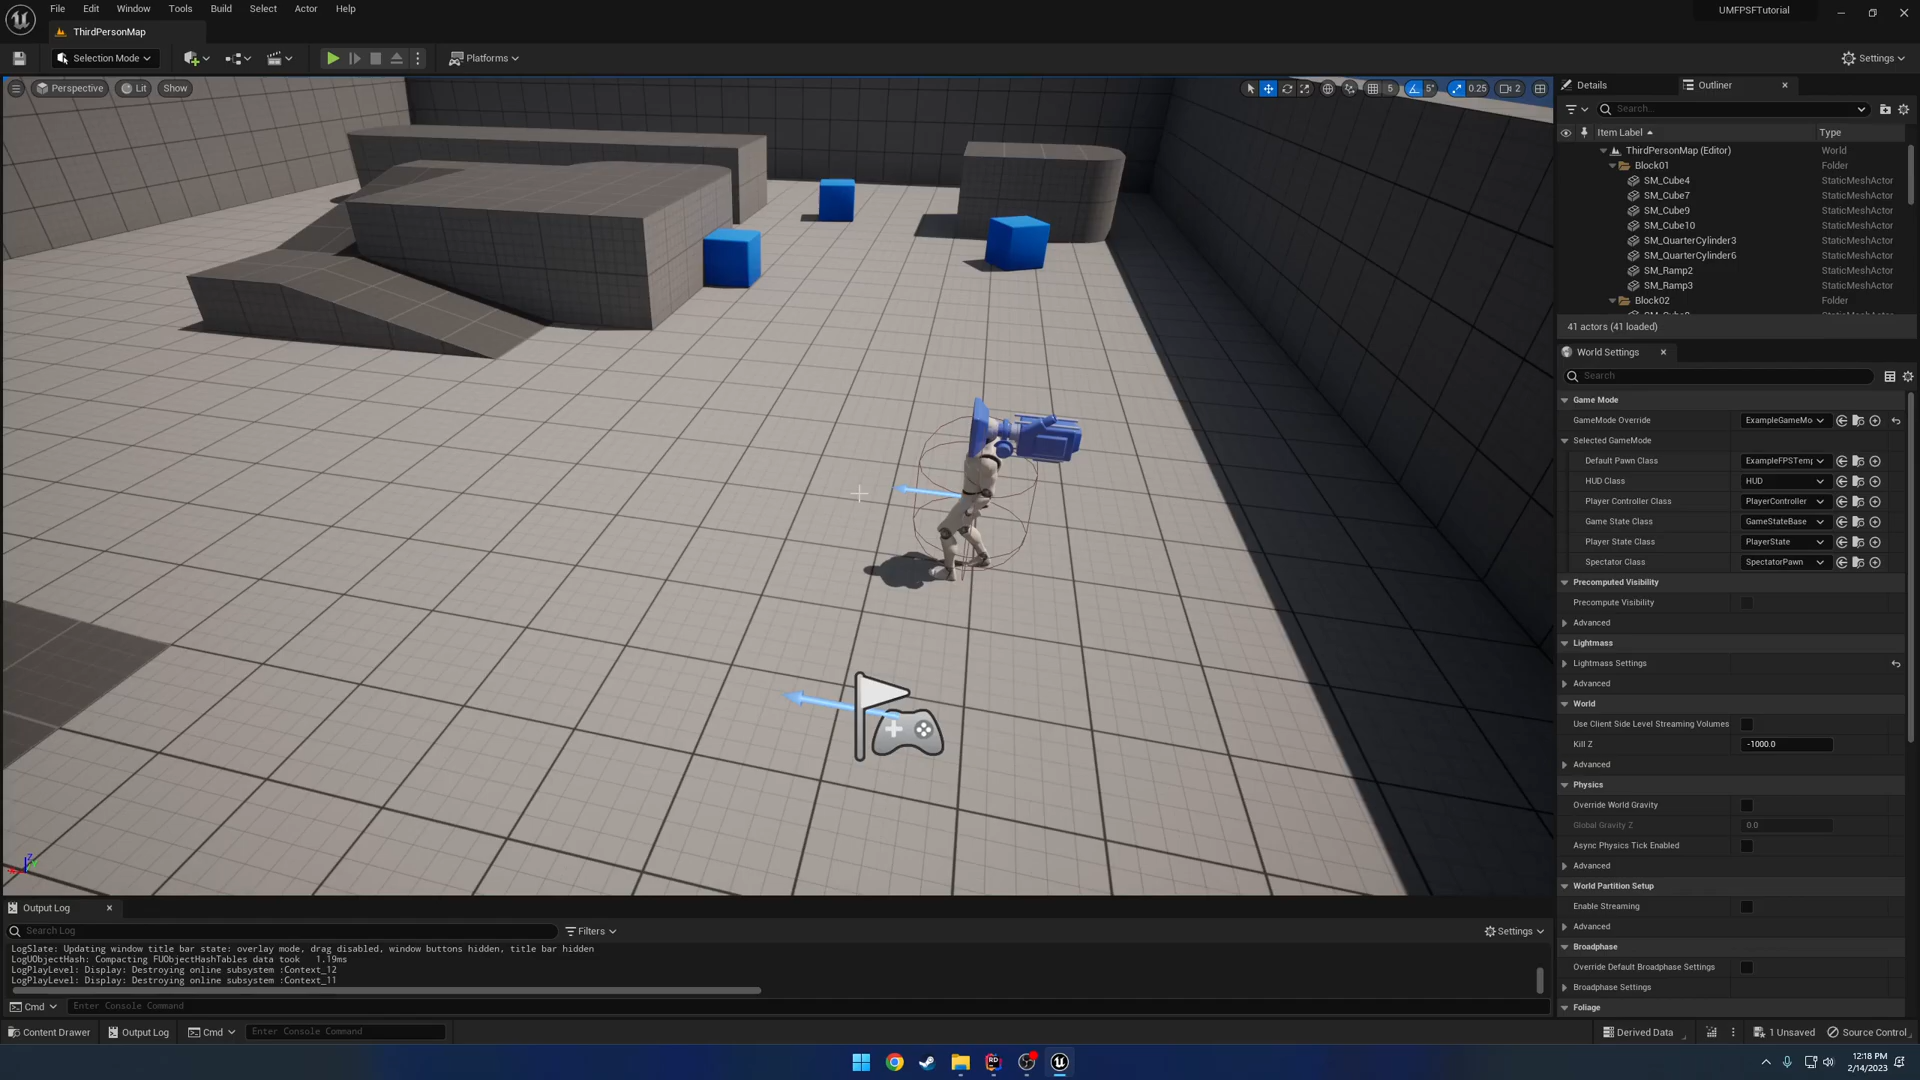 File Edit Window Tools Build Select Actor Help
UMFPSFTutorial
ThirdPersonMap
Selection Mode
Platforms
Settings
Perspective Lit Show
5 5° 0.25 2
Details Outliner
Search...
Item Label Type
ThirdPersonMap (Editor) World
Block01 Folder
SM_Cube4 StaticMeshActor
SM_Cube7 StaticMeshActor
SM_Cube9 StaticMeshActor
SM_Cube10 StaticMeshActor
SM_QuarterCylinder3 StaticMeshActor
SM_QuarterCylinder6 StaticMeshActor
SM_Ramp2 StaticMeshActor
SM_Ramp3 StaticMeshActor
Block02 Folder
41 actors (41 loaded)
World Settings
Search
Game Mode
GameMode Override ExampleGameMo
Selected GameMode
Default Pawn Class ExampleFPSTemp
HUD Class HUD
Player Controller Class PlayerController
Game State Class GameStateBase
Player State Class PlayerState
Spectator Class SpectatorPawn
Precomputed Visibility
Precompute Visibility
Advanced
Lightmass
Lightmass Settings
Advanced
World
Use Client Side Level Streaming Volumes
Kill Z -1000.0
Advanced
Physics
Override World Gravity
Global Gravity Z 0.0
Async Physics Tick Enabled
Advanced
World Partition Setup
Enable Streaming
Advanced
Broadphase
Override Default Broadphase Settings
Broadphase Settings
Foliage
Output Log
Search Log
Filters
Settings
LogSlate: Updating window title bar state: overlay mode, drag disabled, window buttons hidden, title bar hidden
LogUObjectHash: Compacting FUObjectHashTables data took 1.19ms
LogPlayLevel: Display: Destroying online subsystem :Context_12
LogPlayLevel: Display: Destroying online subsystem :Context_11
Cmd Enter Console Command
Content Drawer Output Log Cmd Enter Console Command
Derived Data 1 Unsaved Source Control
12:18 PM
2/14/2023